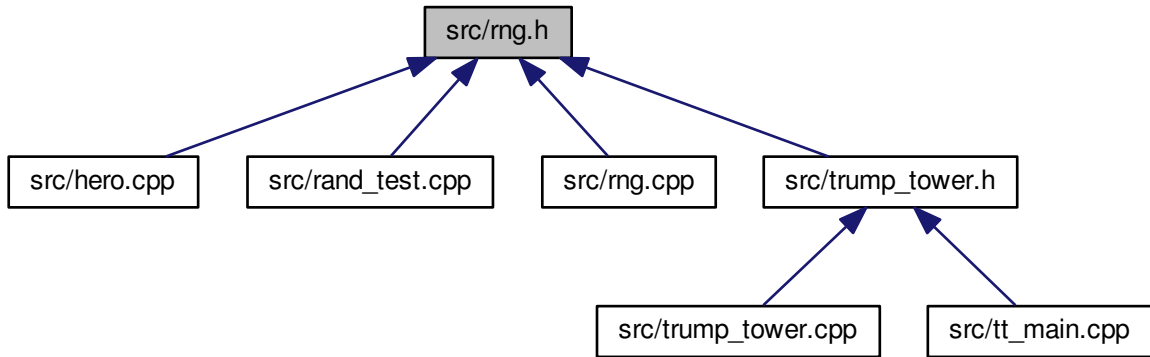 src/rng.h
src/hero.cpp
src/rand_test.cpp
src/rng.cpp
src/trump_tower.h
src/trump_tower.cpp
src/tt_main.cpp